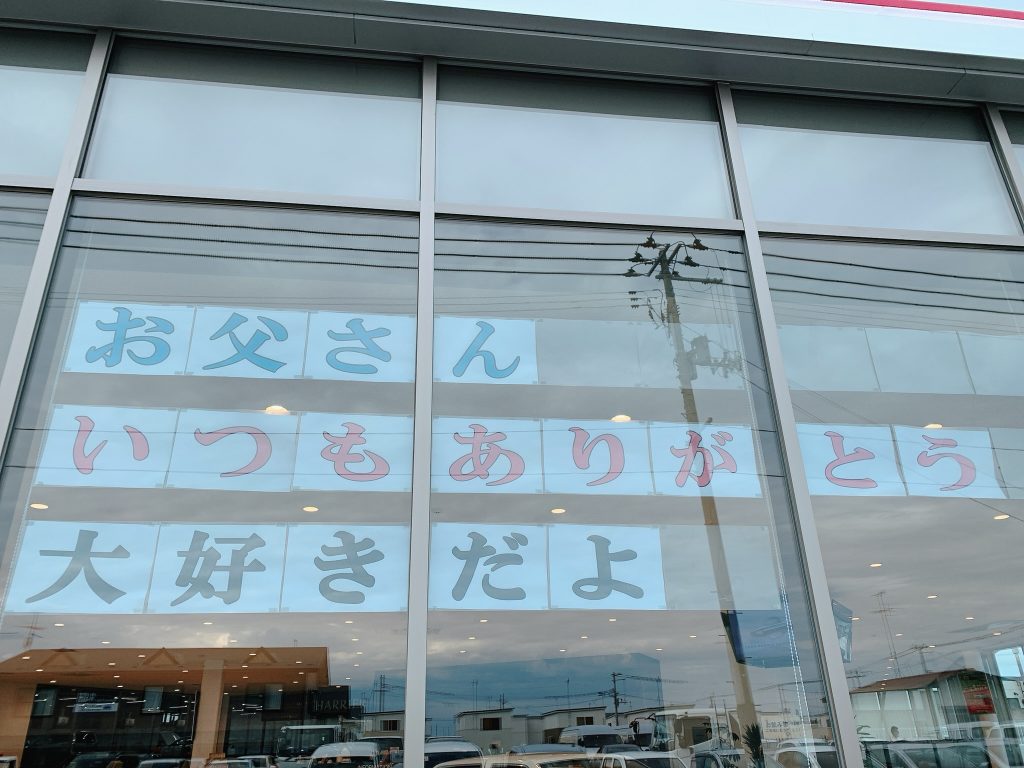 お父さん
いつもありがとう
大好きだよ